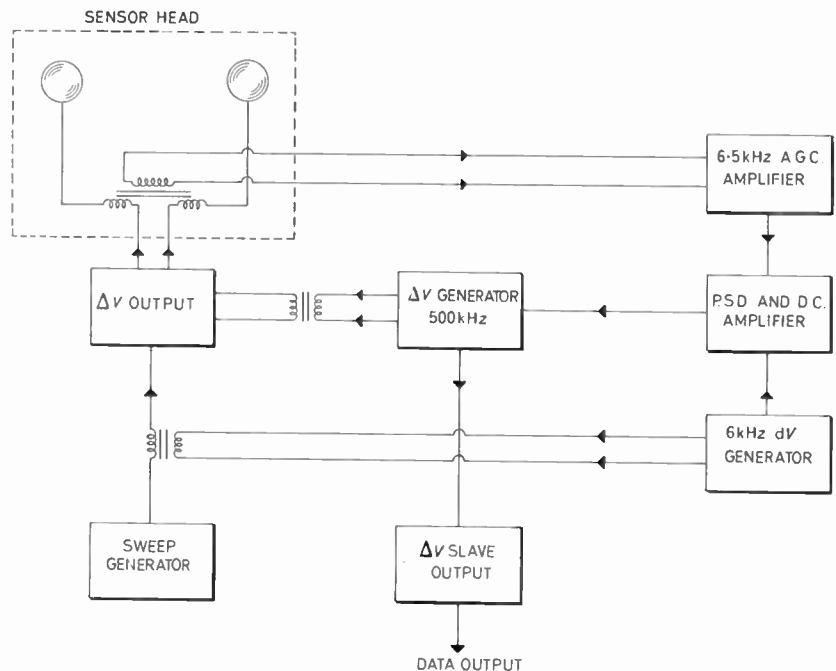 SENSOR HEAD
6·5kHz A.G.C.
AMPLIFIER
ΔV OUTPUT
ΔV GENERATOR
500kHz
P.S.D AND D.C.
AMPLIFIER
6kHz dV
GENERATOR
SWEEP
GENERATOR
ΔV SLAVE
OUTPUT
DATA OUTPUT